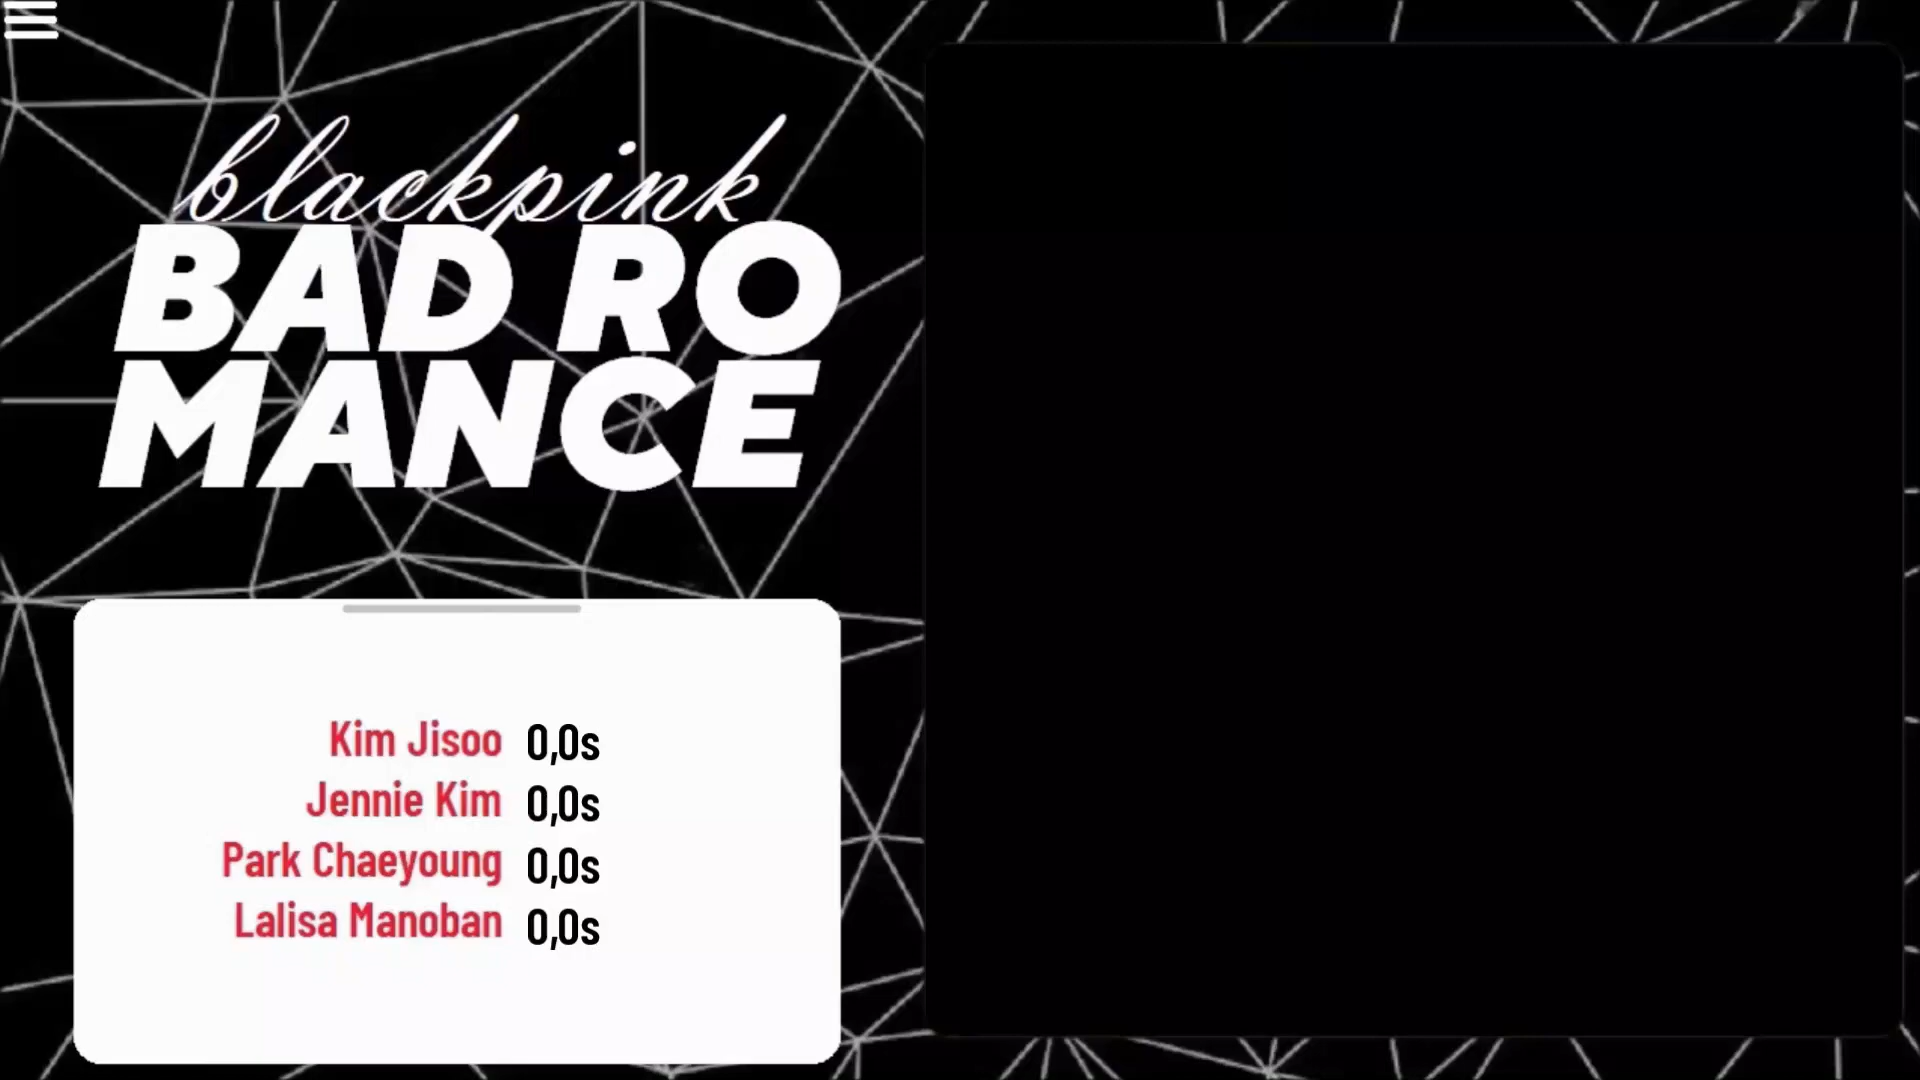 blackpink
BAD RO
MANCE
Kim Jisoo 0,0s
Jennie Kim 0,0s
Park Chaeyoung 0,0s
Lalisa Manoban 0,0s